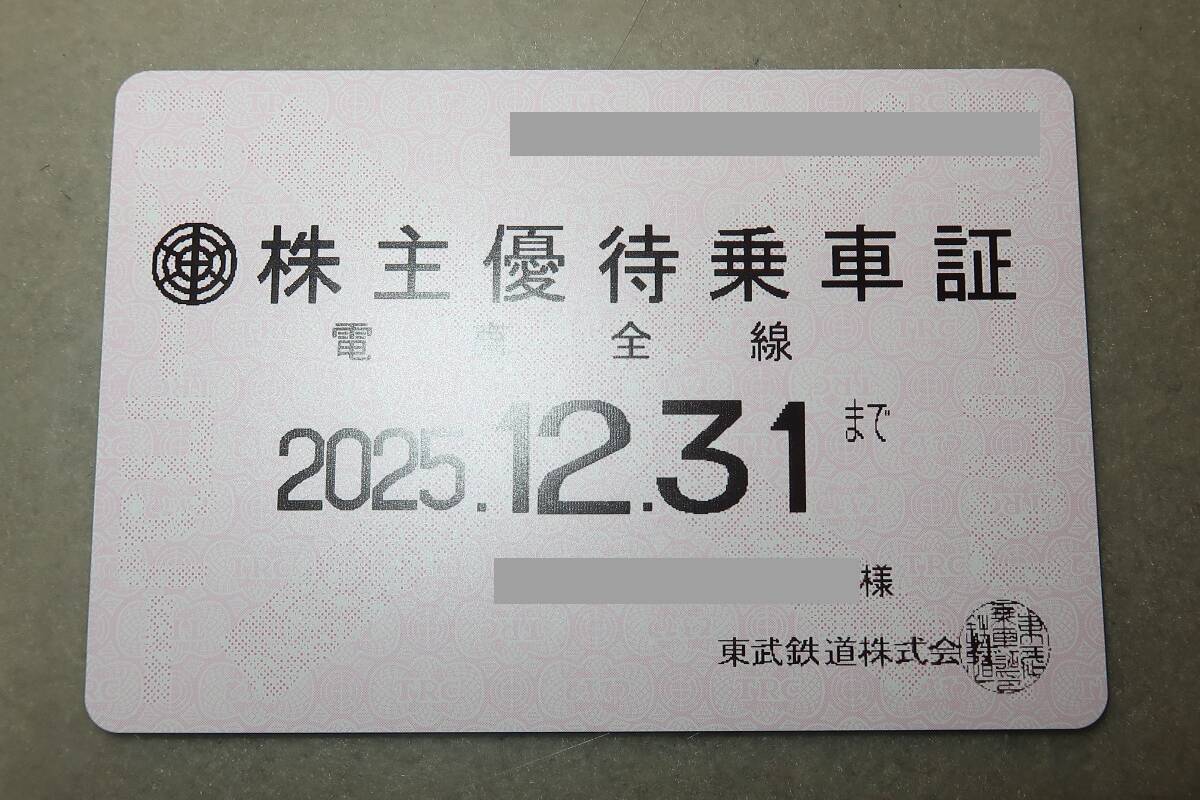 株主優待乗車証
電車全線
2025.12.31まで
様
東武鉄道株式会社